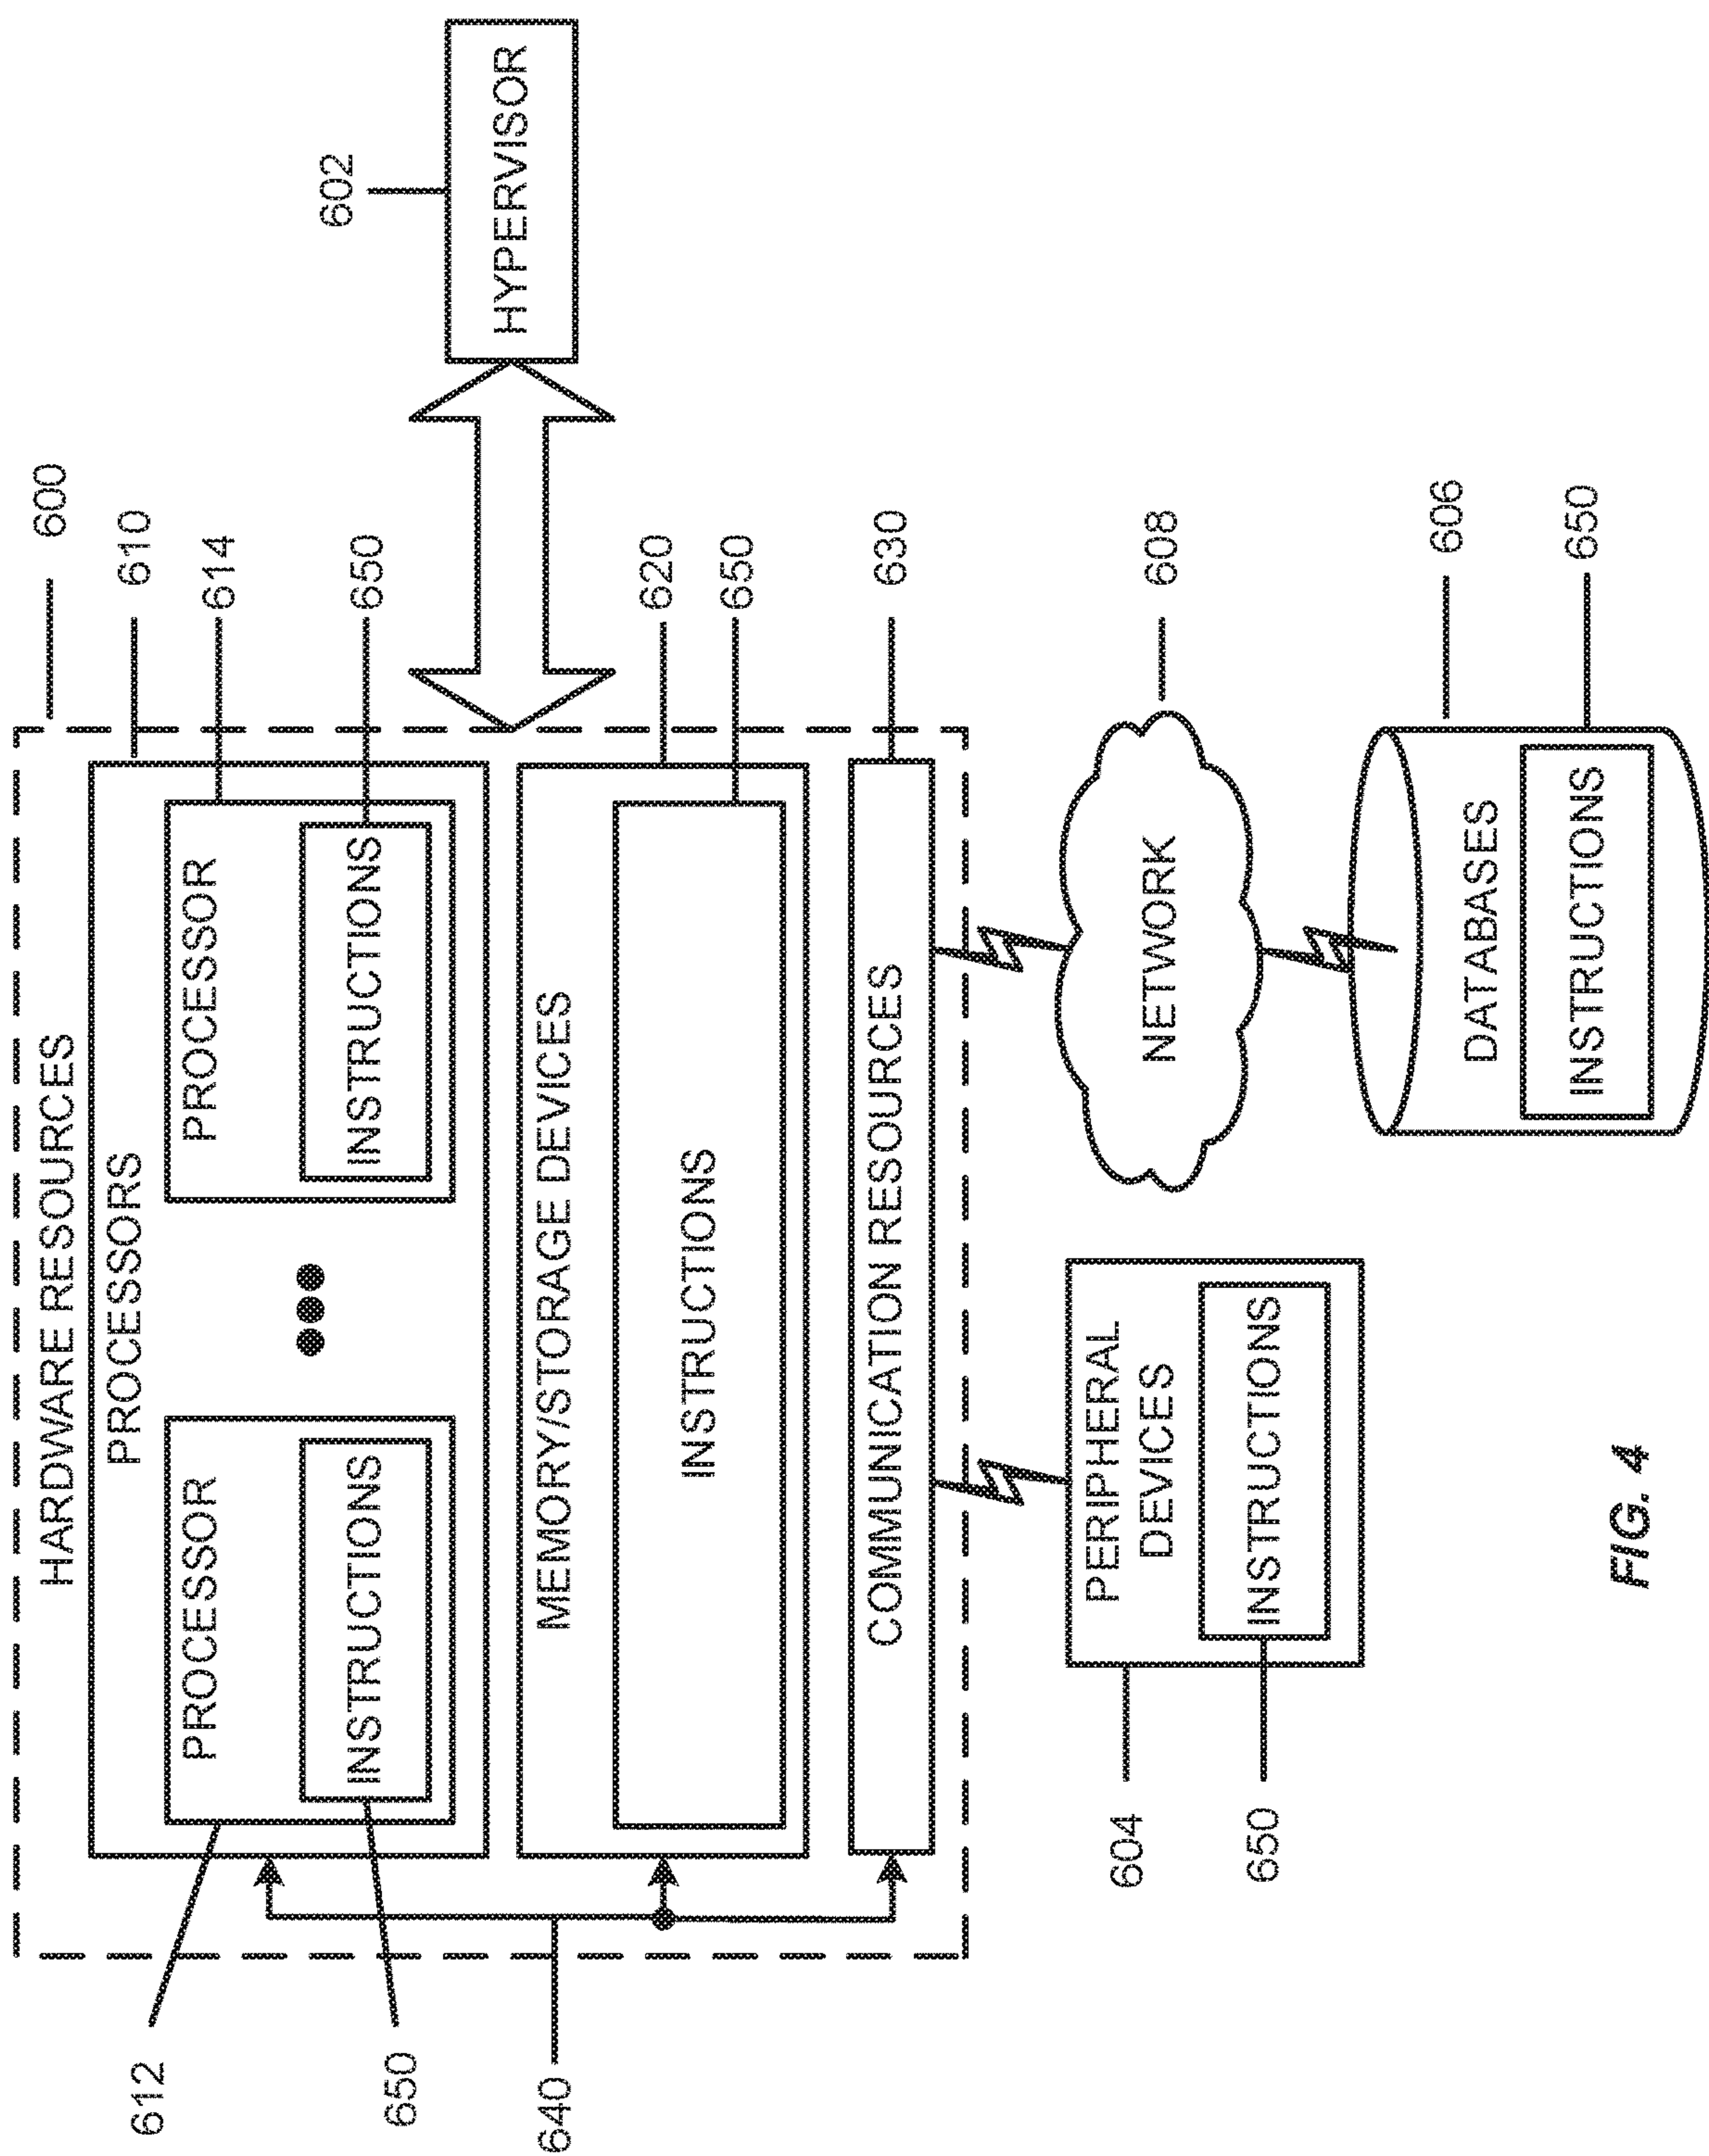 HARDWARE RESOURCES
600
PROCESSORS
610
612
PROCESSOR
PROCESSOR
614
650
INSTRUCTIONS
INSTRUCTIONS
650
602
HYPERVISOR
640
MEMORY/STORAGE DEVICES
620
INSTRUCTIONS
650
COMMUNICATION RESOURCES
630
604
PERIPHERAL
DEVICES
650
INSTRUCTIONS
NETWORK
608
DATABASES
606
INSTRUCTIONS
650
FIG. 4